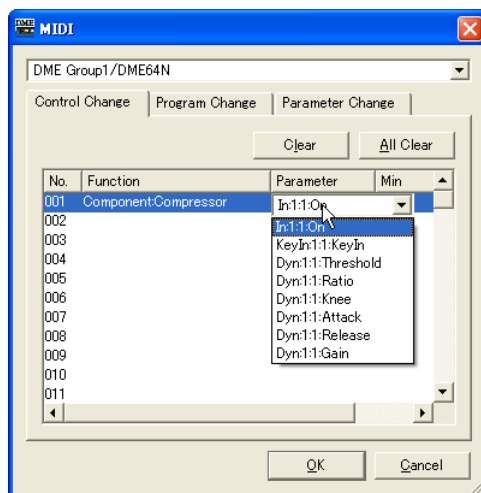 DME MIDI
DME Group1/DME64N
Control Change Program Change Parameter Change
Clear All Clear
No. Function Parameter Min
001 Component:Compressor In:1:1:On
002 In:1:1:On
003 KeyIn:1:1:KeyIn
004 Dyn:1:1:Threshold
005 Dyn:1:1:Ratio
006 Dyn:1:1:Knee
007 Dyn:1:1:Attack
008 Dyn:1:1:Release
009 Dyn:1:1:Gain
010
011
OK Cancel